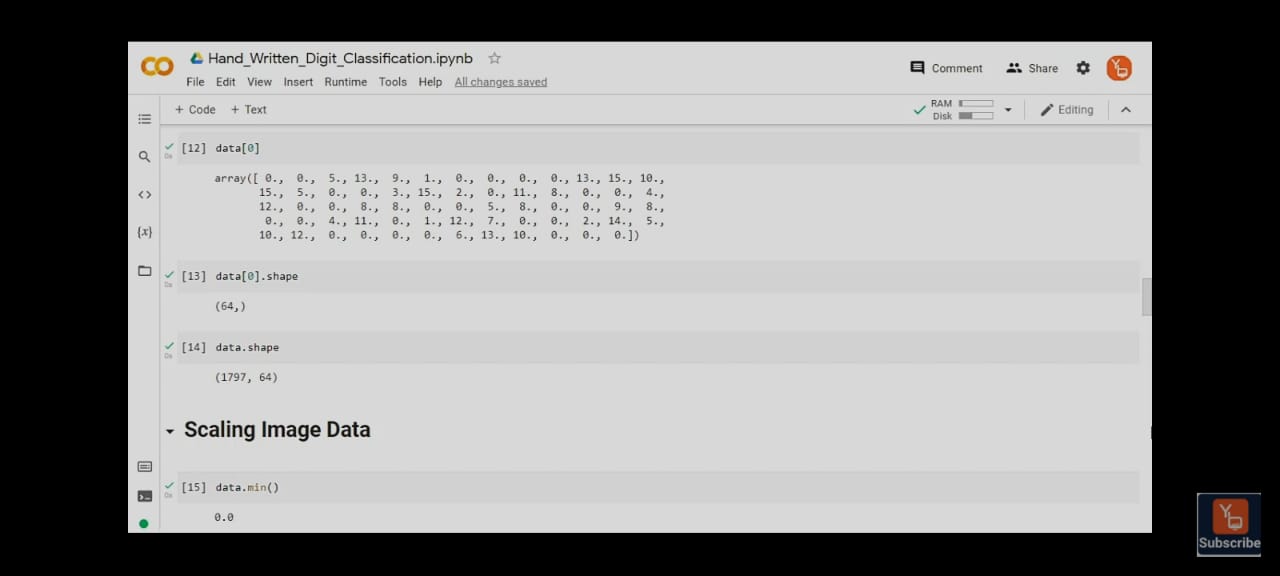 Hand_Written_Digit_Classification.ipynb
File Edit View Insert Runtime Tools Help All changes saved
Comment Share
+ Code + Text
RAM
Disk
Editing
[12] data[0]
0s
array([ 0., 0., 5., 13., 9., 1., 0., 0., 0., 0., 13., 15., 10.,
15., 5., 0., 0., 3., 15., 2., 0., 11., 8., 0., 0., 4.,
12., 0., 0., 8., 8., 0., 0., 5., 8., 0., 0., 9., 8.,
0., 0., 4., 11., 0., 1., 12., 7., 0., 0., 2., 14., 5.,
10., 12., 0., 0., 0., 0., 6., 13., 10., 0., 0., 0.])
[13] data[0].shape
0s
(64,)
[14] data.shape
0s
(1797, 64)
Scaling Image Data
[15] data.min()
0s
0.0
Subscribe